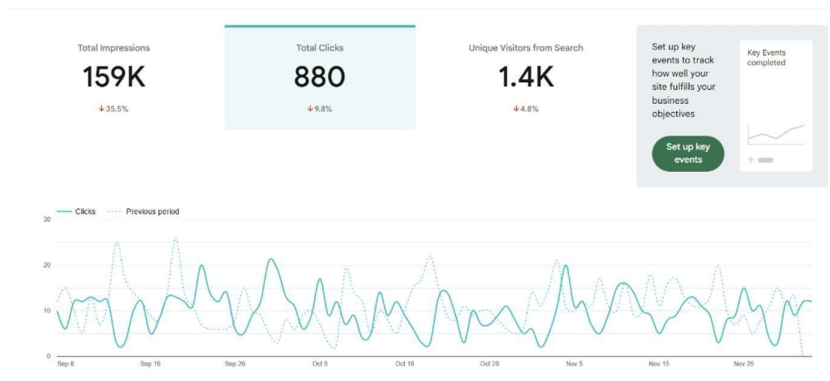 Total Impressions
159K
↓35.5%
Total Clicks
880
↓9.8%
Unique Visitors from Search
1.4K
↓4.8%
Set up key
events to track
how well your
site fulfills your
business
objectives
Set up key
events
Key Events
completed
Clicks
Previous period
30
20
10
0
Sep 6
Sep 16
Sep 26
Oct 6
Oct 16
Oct 26
Nov 5
Nov 15
Nov 25